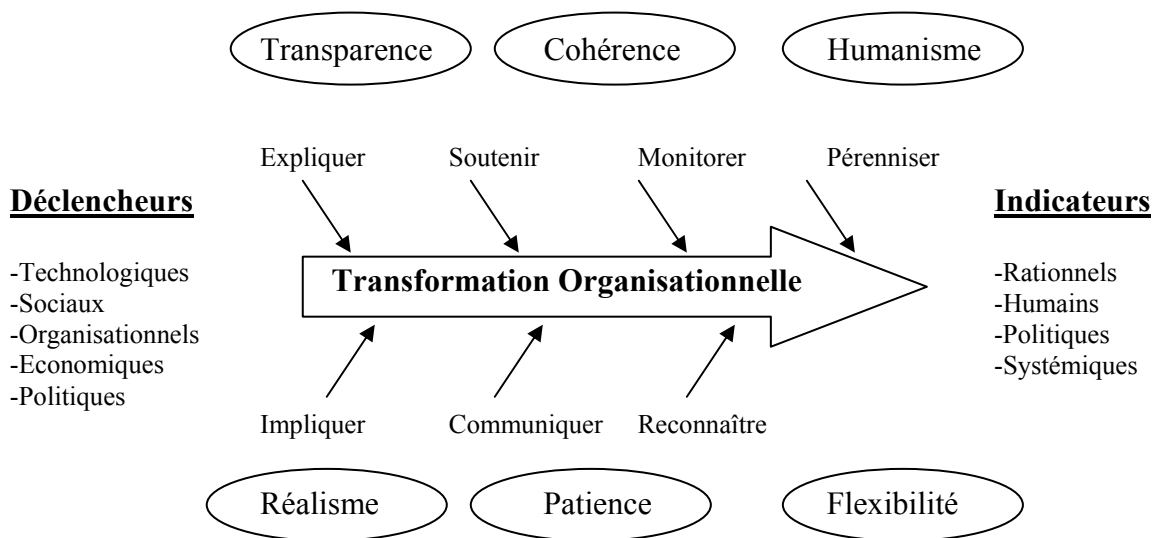 Transparence
Cohérence
Humanisme
Expliquer
Soutenir
Monitorer
Pérenniser
Déclencheurs
-Technologiques
-Sociaux
-Organisationnels
-Economiques
-Politiques
Transformation Organisationnelle
Indicateurs
-Rationnels
-Humains
-Politiques
-Systémiques
Impliquer
Communiquer
Reconnaître
Réalisme
Patience
Flexibilité